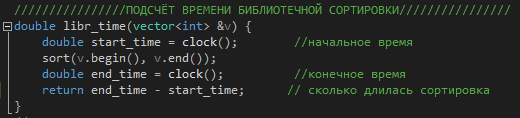 ////////////////ПОДСЧЁТ ВРЕМЕНИ БИБЛИОТЕЧНОЙ СОРТИРОВКИ////////////////
double libr_time(vector<int> &v) {
    double start_time = clock();        //начальное время
    sort(v.begin(), v.end());
    double end_time = clock();          //конечное время
    return end_time - start_time;      // сколько длилась сортировка
}